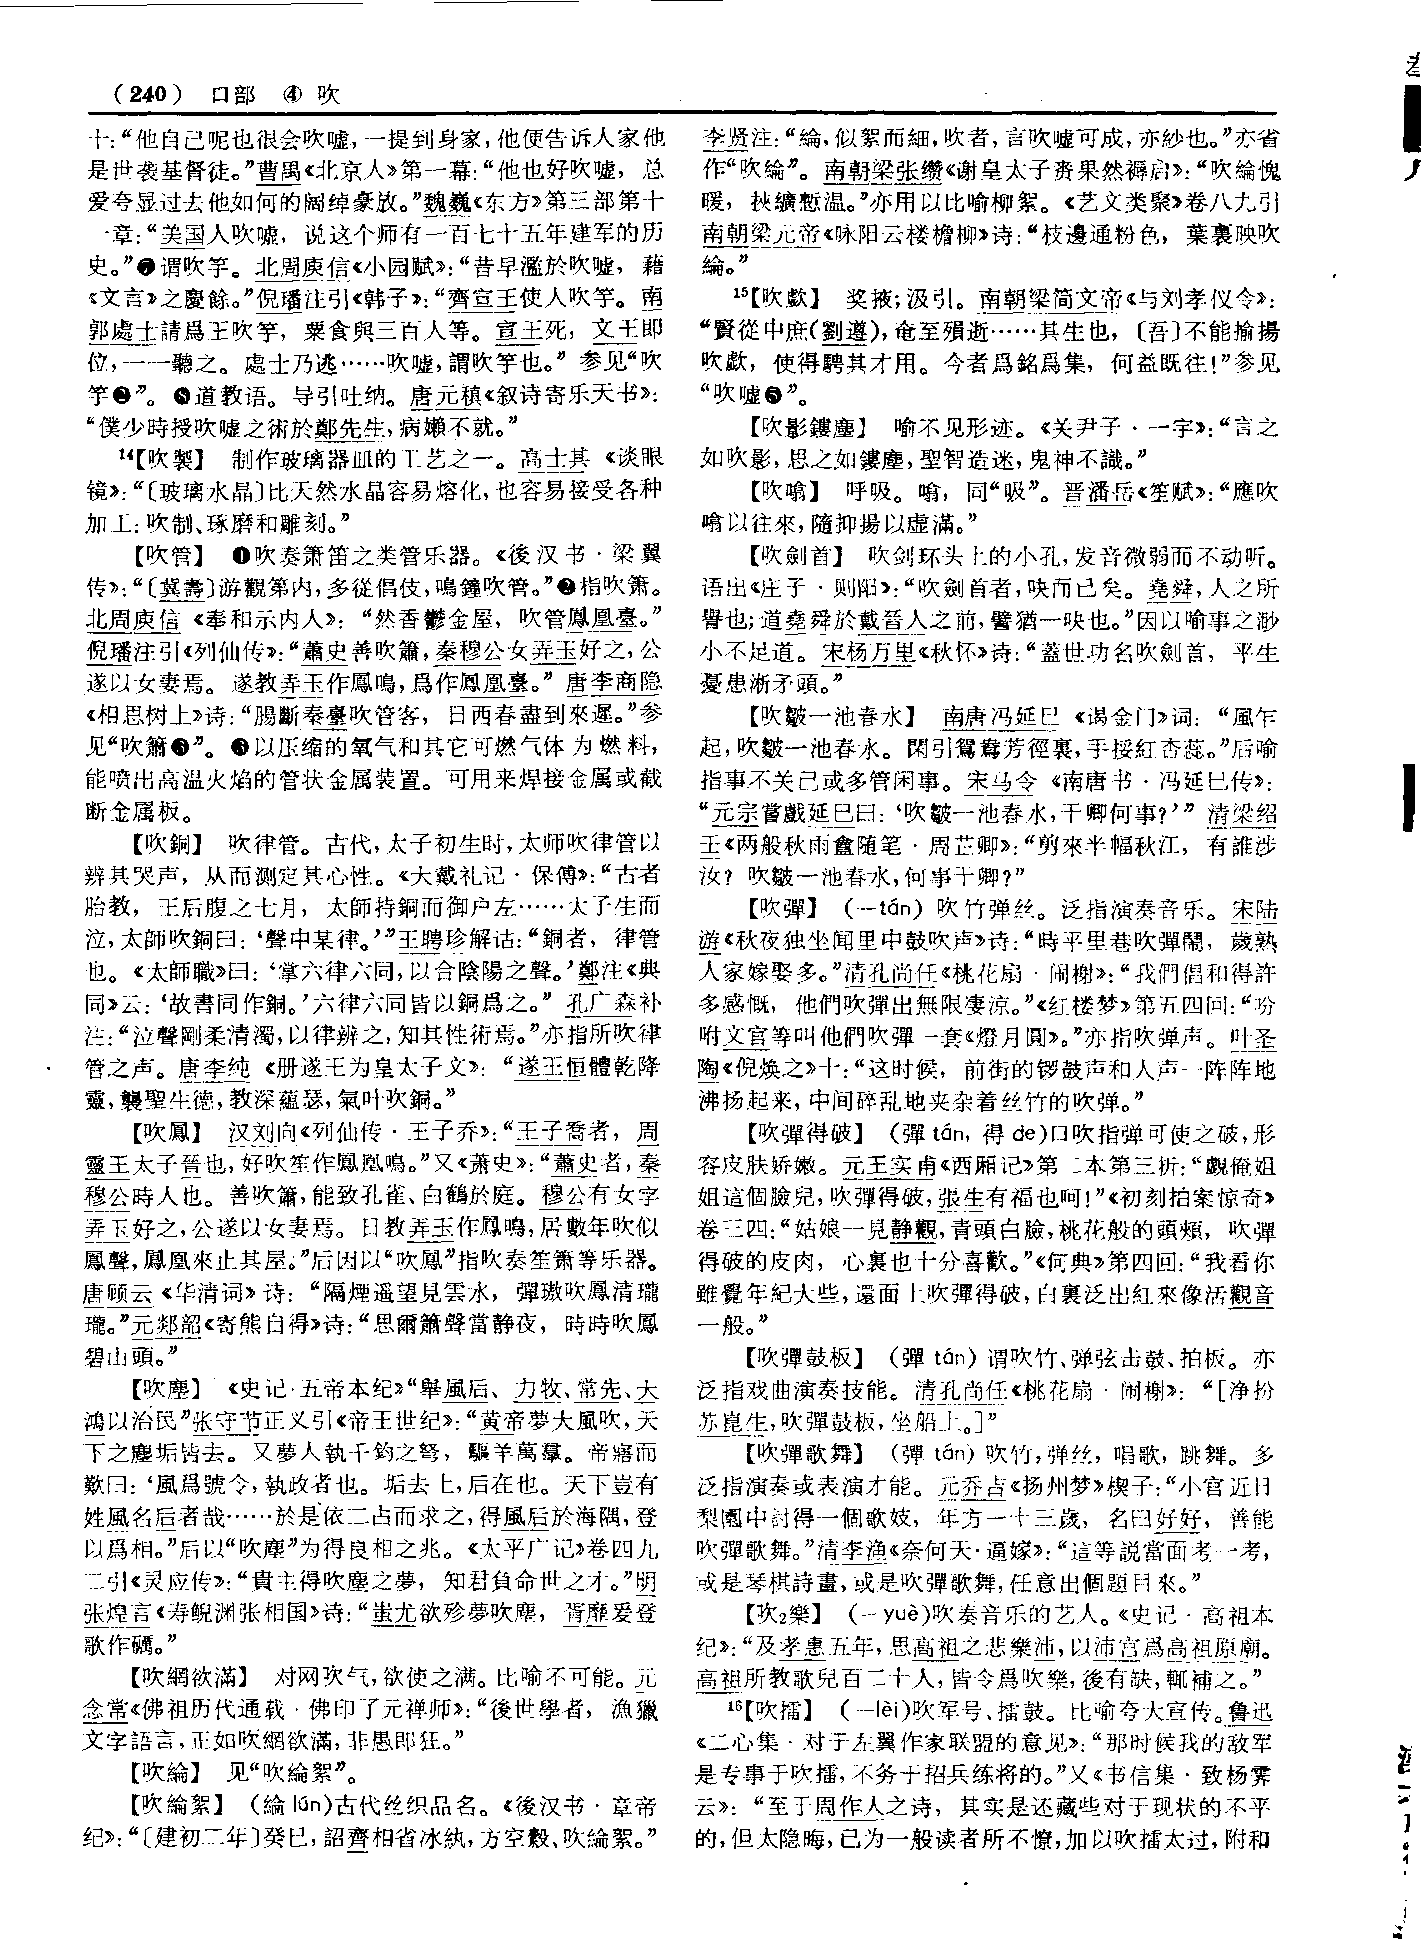 （240） 口部 ④ 吹
十：“他自己呢也很会吹嘘，一提到身家，他便告诉人家他
是世袭基督徒。”曹禺《北京人》第一幕：“他也好吹嘘，总
爱夸显过去他如何的阔绰豪放。”魏巍《东方》第三部第十
一章：“美国人吹嘘，说这个师有一百七十五年建军的历
史。”❼谓吹竽。北周庾信《小园赋》：“昔早濫於吹嘘，藉
《文言》之慶餘。”倪璠注引《韩子》：“齊宣王使人吹竽。南
郭處士請爲王吹竽，粟食與三百人等。宣王死，文王即
位，一一聽之。處士乃逃……吹嘘，謂吹竽也。”参见“吹
竽❷”。❽道教语。导引吐纳。唐元稹《叙诗寄乐天书》：
“僕少時授吹嘘之術於鄭先生，病嬾不就。”
14【吹製】 制作玻璃器皿的工艺之一。高士其《谈眼
镜》：“〔玻璃水晶〕比天然水晶容易熔化，也容易接受各种
加工：吹制、琢磨和雕刻。”
【吹管】 ❶吹奏箫笛之类管乐器。《後汉书·梁翼
传》：“〔冀壽〕游觀第内，多從倡伎，鳴鐘吹管。”❷指吹箫。
北周庾信《奉和示内人》：“然香鬱金屋，吹管鳳凰臺。”
倪璠注引《列仙传》：“蕭史善吹簫，秦穆公女弄玉好之，公
遂以女妻焉。遂教弄玉作鳳鳴，爲作鳳凰臺。”唐李商隐
《相思树上》诗：“腸斷秦臺吹管客，日西春盡到來遲。”参
见“吹簫❸”。❸以压缩的氧气和其它可燃气体为燃料，
能喷出高温火焰的管状金属装置。可用来焊接金属或截
断金属板。
【吹銅】 吹律管。古代，太子初生时，太师吹律管以
辨其哭声，从而测定其心性。《大戴礼记·保傅》：“古者
胎教，王后腹之七月，太師持銅而御户左……太子生而
泣，太師吹銅曰：‘聲中某律。’”王聘珍解诂：“銅者，律管
也。《太師職》曰：‘掌六律六同，以合陰陽之聲。’鄭注《典
同》云：‘故書同作銅。’六律六同皆以銅爲之。”孔广森补
注：“泣聲剛柔清濁，以律辨之，知其性術焉。”亦指所吹律
管之声。唐李纯《册遂王为皇太子文》：“遂王恒體乾降
靈，襲聖生德，教深蘊瑟，氣叶吹銅。”
【吹鳳】 汉刘向《列仙传·王子乔》：“王子喬者，周
靈王太子晉也，好吹笙作鳳凰鳴。”又《萧史》：“蕭史者，秦
穆公時人也。善吹簫，能致孔雀、白鶴於庭。穆公有女字
弄玉好之，公遂以女妻焉。日教弄玉作鳳鳴，居數年吹似
鳳聲，鳳凰來止其屋。”后因以“吹鳳”指吹奏笙箫等乐器。
唐顾云《华清词》诗：“隔煙遥望見雲水，彈璈吹鳳清瓏
瓏。”元郯韶《寄熊自得》诗：“思爾簫聲當静夜，時時吹鳳
碧山頭。”
【吹塵】 《史记·五帝本纪》“舉風后、力牧、常先、大
鴻以治民”张守节正义引《帝王世纪》：“黄帝夢大風吹，天
下之塵垢皆去。又夢人執千鈞之弩，驅羊萬羣。帝寤而
歎曰：‘風爲號令，執政者也。垢去土，后在也。天下豈有
姓風名后者哉……於是依二占而求之，得風后於海隅，登
以爲相。”后以“吹塵”为得良相之兆。《太平广记》卷四九
二引《灵应传》：“貴主得吹塵之夢，知君負命世之才。”明
张煌言《寿鲵渊张相国》诗：“蚩尤欲殄夢吹塵，胥靡爰登
歌作礪。”
【吹網欲滿】 对网吹气，欲使之满。比喻不可能。元
念常《佛祖历代通载·佛印了元禅师》：“後世學者，漁獵
文字語言，正如吹網欲滿，非愚即狂。”
【吹綸】 见“吹綸絮”。
【吹綸絮】 （綸 lún）古代丝织品名。《後汉书·章帝
纪》：“〔建初二年〕癸巳，詔齊相省冰紈，方空縠、吹綸絮。”
李贤注：“綸，似絮而細，吹者，言吹嘘可成，亦紗也。”亦省
作“吹綸”。南朝梁张缵《谢皇太子赉果然褥启》：“吹綸愧
暖，挾纊慙温。”亦用以比喻柳絮。《艺文类聚》卷八九引
南朝梁元帝《咏阳云楼檐柳》诗：“枝邊通粉色，葉裏映吹
綸。”
15【吹歔】 奖掖；汲引。南朝梁简文帝《与刘孝仪令》：
“賢從中庶（劉遵），奄至殞逝……其生也，〔吾〕不能揄揚
吹歔，使得騁其才用。今者爲銘爲集，何益既往！”参见
“吹嘘❺”。
【吹影鏤塵】 喻不见形迹。《关尹子·一宇》：“言之
如吹影，思之如鏤塵，聖智造迷，鬼神不識。”
【吹噏】 呼吸。噏，同“吸”。晋潘岳《笙赋》：“應吹
噏以往來，隨抑揚以虚滿。”
【吹劍首】 吹剑环头上的小孔，发音微弱而不动听。
语出《庄子·则阳》：“吹劍首者，吷而已矣。堯舜，人之所
譽也；道堯舜於戴晉人之前，譬猶一吷也。”因以喻事之渺
小不足道。宋杨万里《秋怀》诗：“蓋世功名吹劍首，平生
憂患淅矛頭。”
【吹皺一池春水】 南唐冯延巳《谒金门》词：“風乍
起，吹皺一池春水。閑引鴛鴦芳徑裏，手挼紅杏蕊。”后喻
指事不关己或多管闲事。宋马令《南唐书·冯延巳传》：
“元宗嘗戲延巳曰：‘吹皺一池春水，干卿何事？’”清梁绍
壬《两般秋雨盦随笔·周芷卿》：“剪來半幅秋江，有誰涉
汝？吹皺一池春水，何事干卿？”
【吹彈】 （—tán）吹竹弹丝。泛指演奏音乐。宋陆
游《秋夜独坐闻里中鼓吹声》诗：“時平里巷吹彈鬧，歲熟
人家嫁娶多。”清孔尚任《桃花扇·闹榭》：“我們倡和得許
多感慨，他們吹彈出無限凄凉。”《红楼梦》第五四回：“吩
咐文官等叫他們吹彈一套《燈月圓》。”亦指吹弹声。叶圣
陶《倪焕之》十：“这时候，前街的锣鼓声和人声一阵阵地
沸扬起来，中间碎乱地夹杂着丝竹的吹弹。”
【吹彈得破】 （彈 tán，得 de）口吹指弹可使之破，形
容皮肤娇嫩。元王实甫《西厢记》第二本第三折：“覷俺姐
姐這個臉兒，吹彈得破，張生有福也呵！”《初刻拍案惊奇》
卷三四：“姑娘一見静觀，青頭白臉，桃花般的頭頰，吹彈
得破的皮肉，心裏也十分喜歡。”《何典》第四回：“我看你
雖覺年紀大些，還面上吹彈得破，白裏泛出紅來像活觀音
一般。”
【吹彈鼓板】 （彈 tán）谓吹竹、弹弦击鼓、拍板。亦
泛指戏曲演奏技能。清孔尚任《桃花扇·闹榭》：“［净扮
苏崑生，吹彈鼓板，坐船上。］”
【吹彈歌舞】 （彈 tán）吹竹，弹丝，唱歌，跳舞。多
泛指演奏或表演才能。元乔吉《扬州梦》楔子：“小官近日
梨園中討得一個歌妓，年方一十三歲，名曰好好，善能
吹彈歌舞。”清李渔《奈何天·逼嫁》：“這等説當面考一考，
或是琴棋詩畫，或是吹彈歌舞，任意出個題目來。”
【吹2樂】 （—yuè）吹奏音乐的艺人。《史记·高祖本
纪》：“及孝惠五年，思高祖之悲樂沛，以沛宫爲高祖原廟。
高祖所教歌兒百二十人，皆令爲吹樂，後有缺，輒補之。”
16【吹擂】 （—lèi）吹军号、擂鼓。比喻夸大宣传。鲁迅
《二心集·对于左翼作家联盟的意见》：“那时候我的敌军
是专事于吹擂，不务于招兵练将的。”又《书信集·致杨霁
云》：“至于周作人之诗，其实是还藏些对于现状的不平
的，但太隐晦，已为一般读者所不憭，加以吹擂太过，附和